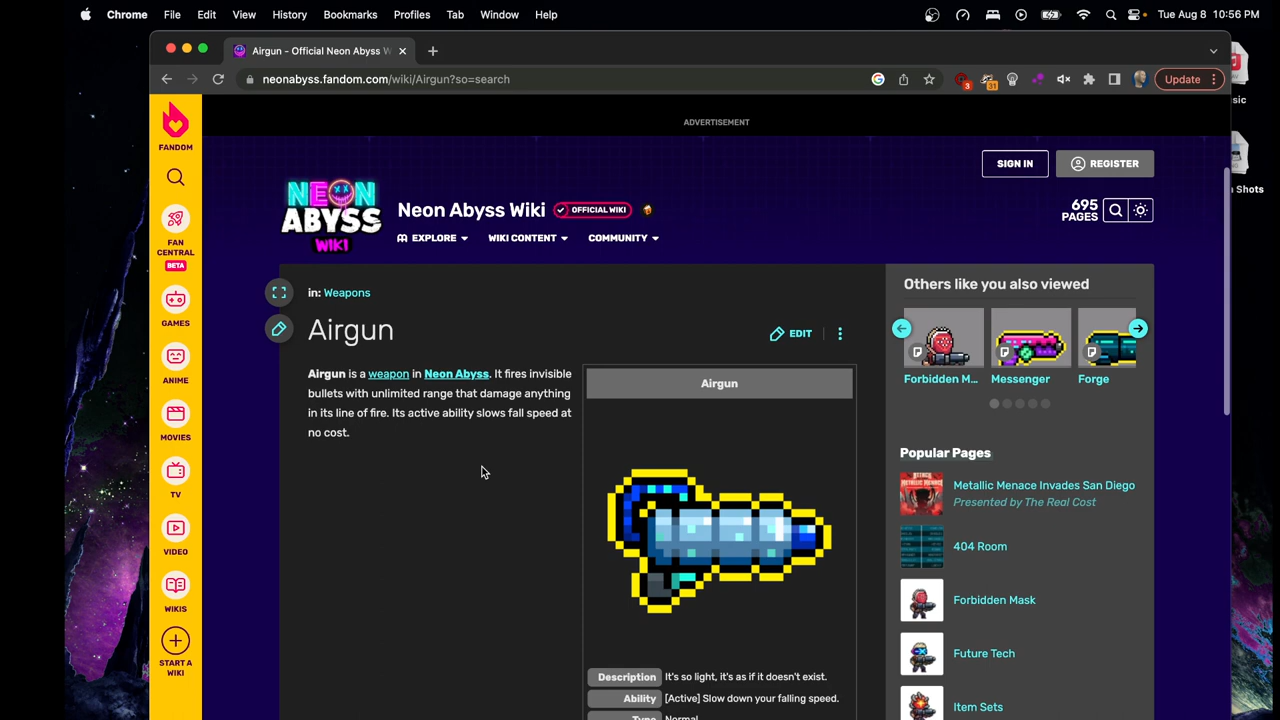 Chrome File Edit View History Bookmarks Profiles Tab Window Help Tue Aug 8 10:56 PM
Airgun - Official Neon Abyss W
neonabyss.fandom.com/wiki/Airgun?so=search 3 31 Update
sic
n Shots
FANDOM
FAN CENTRAL
BETA
GAMES
ANIME
MOVIES
TV
VIDEO
WIKIS
START A WIKI
ADVERTISEMENT
SIGN IN REGISTER
NEON
ABYSS
WIKI
Neon Abyss Wiki OFFICIAL WIKI
695
PAGES
EXPLORE WIKI CONTENT COMMUNITY
in: Weapons
Airgun
EDIT
Airgun is a weapon in Neon Abyss. It fires invisible
bullets with unlimited range that damage anything
in its line of fire. Its active ability slows fall speed at
no cost.
Airgun
Description It's so light, it's as if it doesn't exist.
Ability [Active] Slow down your falling speed.
Type Normal
Others like you also viewed
Forbidden M... Messenger Forge
Popular Pages
Metallic Menace Invades San Diego
Presented by The Real Cost
404 Room
Forbidden Mask
Future Tech
Item Sets